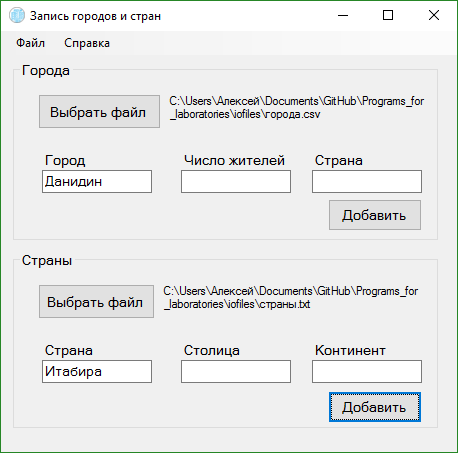 Запись городов и стран
Файл Справка
Города
Выбрать файл
C:\Users\Алексей\Documents\GitHub\Programs_for
_laboratories\iofiles\города.csv
Город Число жителей Страна
Данидин
Добавить
Страны
Выбрать файл
C:\Users\Алексей\Documents\GitHub\Programs_for
_laboratories\iofiles\страны.txt
Страна Столица Континент
Итабира
Добавить